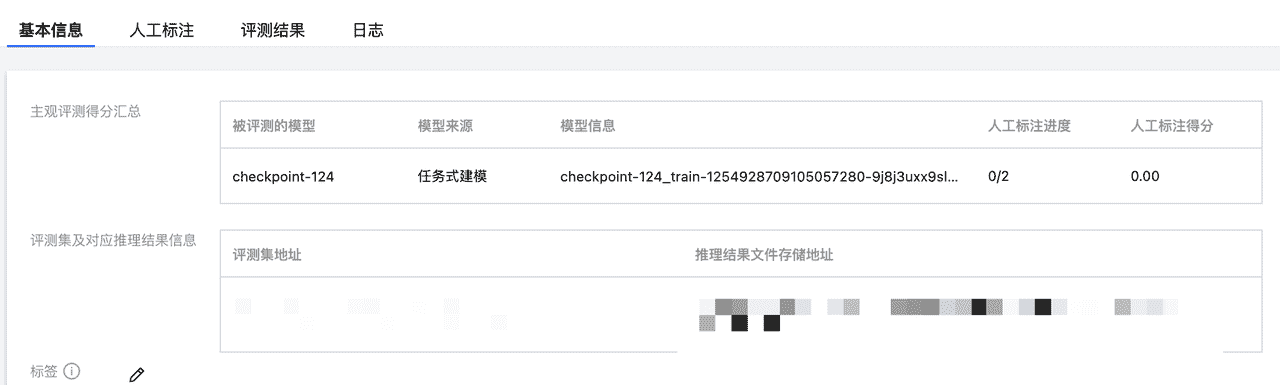 基本信息 人工标注 评测结果 日志
主观评测得分汇总
被评测的模型 模型来源 模型信息 人工标注进度 人工标注得分
checkpoint-124 任务式建模 checkpoint-124_train-1254928709105057280-9j8j3uxx9sl... 0/2 0.00
评测集及对应推理结果信息
评测集地址 推理结果文件存储地址
标签